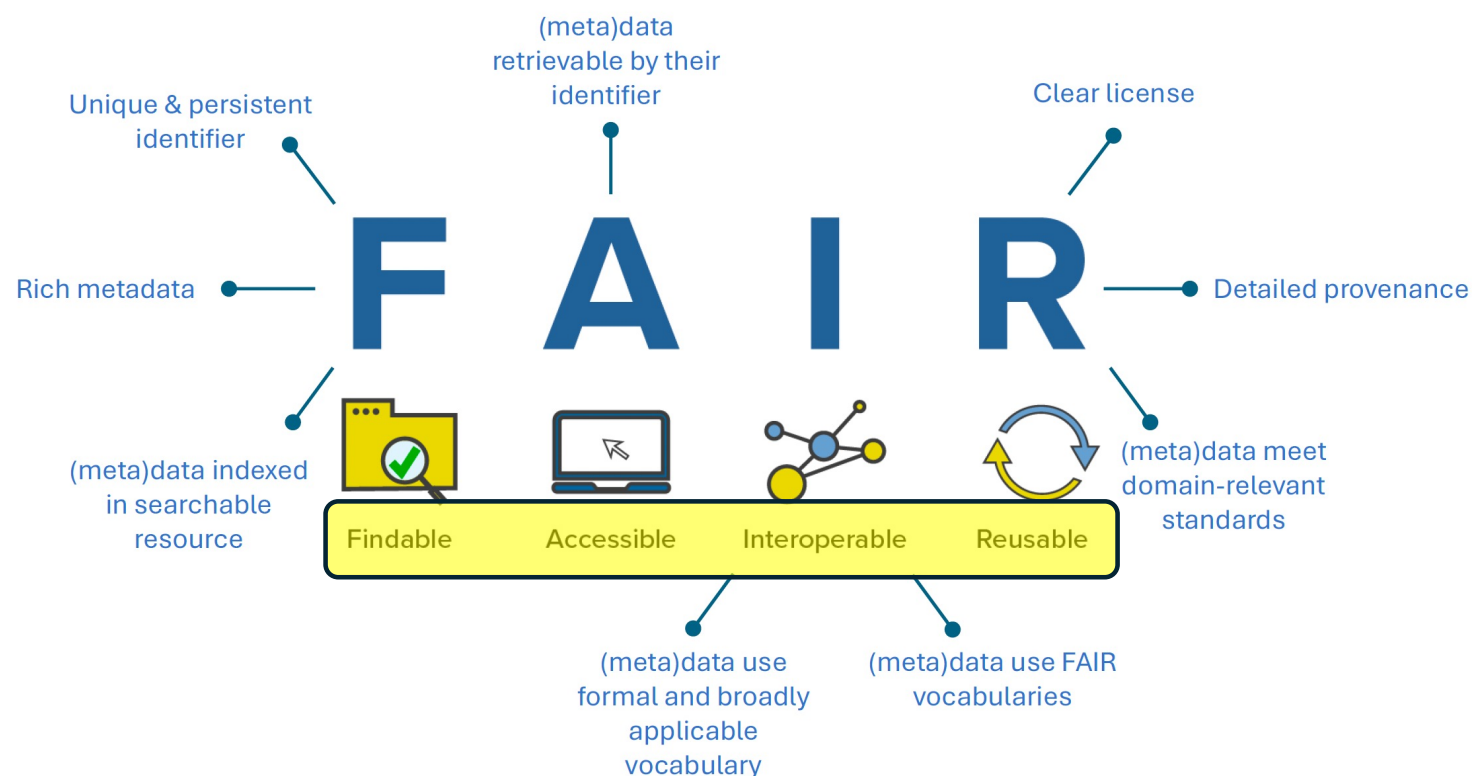 (meta)data
retrievable by their
identifier
Unique & persistent
identifier
Clear license
Rich metadata
F A I R
Detailed provenance
(meta)data indexed
in searchable
resource
(meta)data meet
domain-relevant
standards
Findable Accessible Interoperable Reusable
(meta)data use
formal and broadly
applicable
vocabulary
(meta)data use FAIR
vocabularies